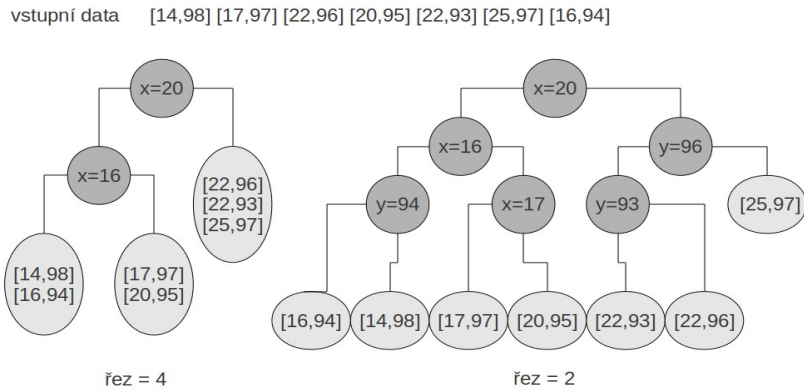 vstupní data [14,98] [17,97] [22,96] [20,95] [22,93] [25,97] [16,94]
x=20
x=16
[22,96]
[22,93]
[25,97]
[14,98]
[16,94]
[17,97]
[20,95]
řez = 4
x=20
x=16
y=96
y=94
x=17
y=93
[25,97]
[16,94]
[14,98]
[17,97]
[20,95]
[22,93]
[22,96]
řez = 2